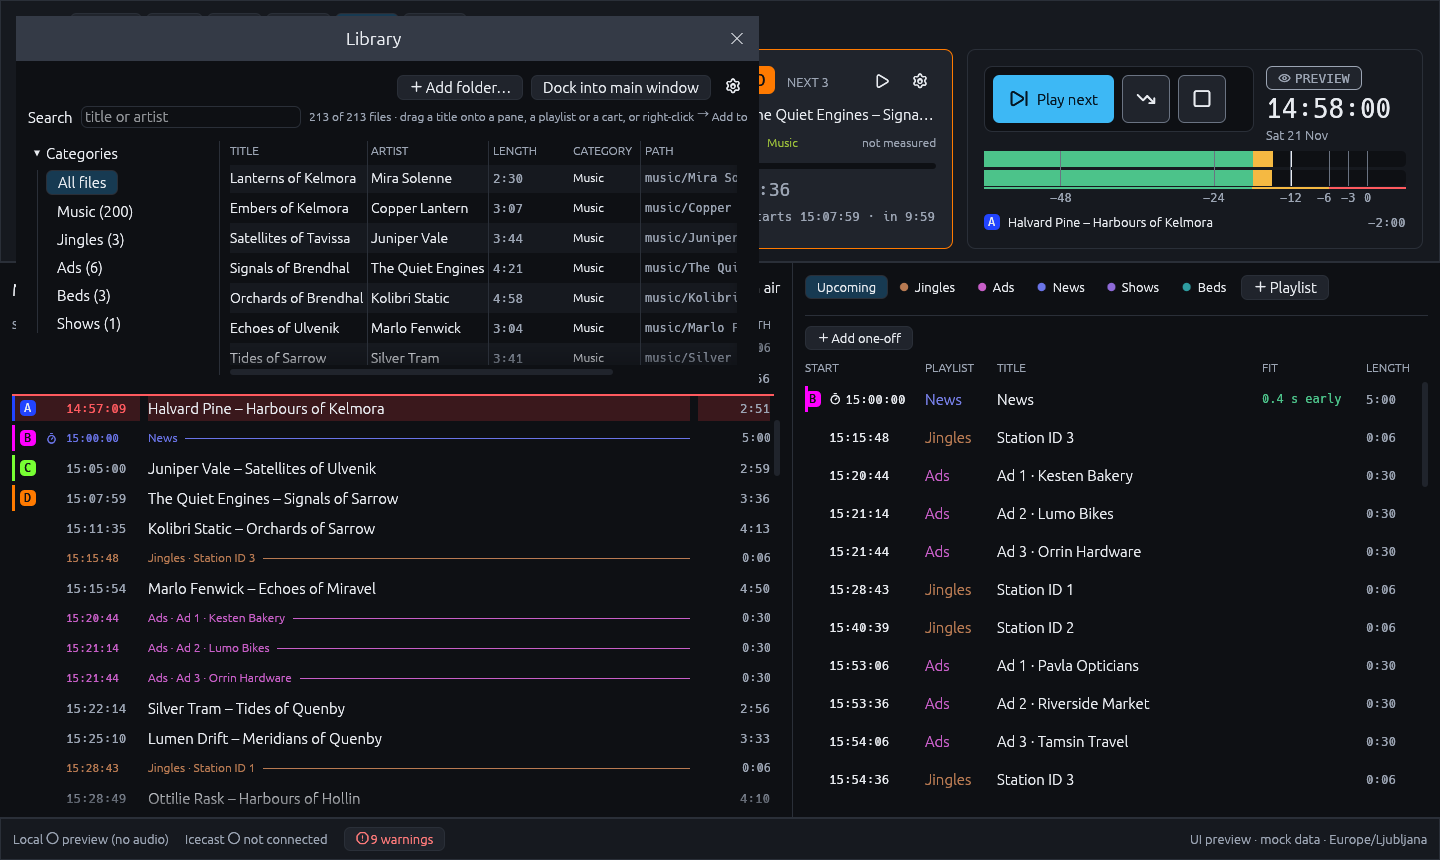 Library
+ Add folder...
Dock into main window
Search
title or artist
213 of 213 files · drag a title onto a pane, a playlist or a cart, or right-click → Add to
Categories
All files
Music (200)
Jingles (3)
Ads (6)
Beds (3)
Shows (1)
TITLE ARTIST LENGTH CATEGORY PATH
Lanterns of Kelmora Mira Solenne 2:30 Music music/Mira So
Embers of Kelmora Copper Lantern 3:07 Music music/Copper
Satellites of Tavissa Juniper Vale 3:44 Music music/Juniper
Signals of Brendhal The Quiet Engines 4:21 Music music/The Qui
Orchards of Brendhal Kolibri Static 4:58 Music music/Kolibri
Echoes of Ulvenik Marlo Fenwick 3:04 Music music/Marlo F
Tides of Sarrow Silver Tram 3:41 Music music/Silver
NEXT 3
he Quiet Engines – Signa...
Music
not measured
:36
arts 15:07:59 · in 9:59
Play next
PREVIEW
14:58:00
Sat 21 Nov
-48 -24 -12 -6 -3 0
A Halvard Pine – Harbours of Kelmora -2:00
air
TH
06
56
A 14:57:09 Halvard Pine – Harbours of Kelmora 2:51
B 15:00:00 News 5:00
C 15:05:00 Juniper Vale – Satellites of Ulvenik 2:59
D 15:07:59 The Quiet Engines – Signals of Sarrow 3:36
15:11:35 Kolibri Static – Orchards of Sarrow 4:13
15:15:48 Jingles · Station ID 3 0:06
15:15:54 Marlo Fenwick – Echoes of Miravel 4:50
15:20:44 Ads · Ad 1 · Kesten Bakery 0:30
15:21:14 Ads · Ad 2 · Lumo Bikes 0:30
15:21:44 Ads · Ad 3 · Orrin Hardware 0:30
15:22:14 Silver Tram – Tides of Quenby 2:56
15:25:10 Lumen Drift – Meridians of Quenby 3:33
15:28:43 Jingles · Station ID 1 0:06
15:28:49 Ottilie Rask – Harbours of Hollin 4:10
Upcoming Jingles Ads News Shows Beds + Playlist
+ Add one-off
START PLAYLIST TITLE FIT LENGTH
B 15:00:00 News News 0.4 s early 5:00
15:15:48 Jingles Station ID 3 0:06
15:20:44 Ads Ad 1 · Kesten Bakery 0:30
15:21:14 Ads Ad 2 · Lumo Bikes 0:30
15:21:44 Ads Ad 3 · Orrin Hardware 0:30
15:28:43 Jingles Station ID 1 0:06
15:40:39 Jingles Station ID 2 0:06
15:53:06 Ads Ad 1 · Pavla Opticians 0:30
15:53:36 Ads Ad 2 · Riverside Market 0:30
15:54:06 Ads Ad 3 · Tamsin Travel 0:30
15:54:36 Jingles Station ID 3 0:06
Local preview (no audio) Icecast not connected 9 warnings
UI preview · mock data · Europe/Ljubljana